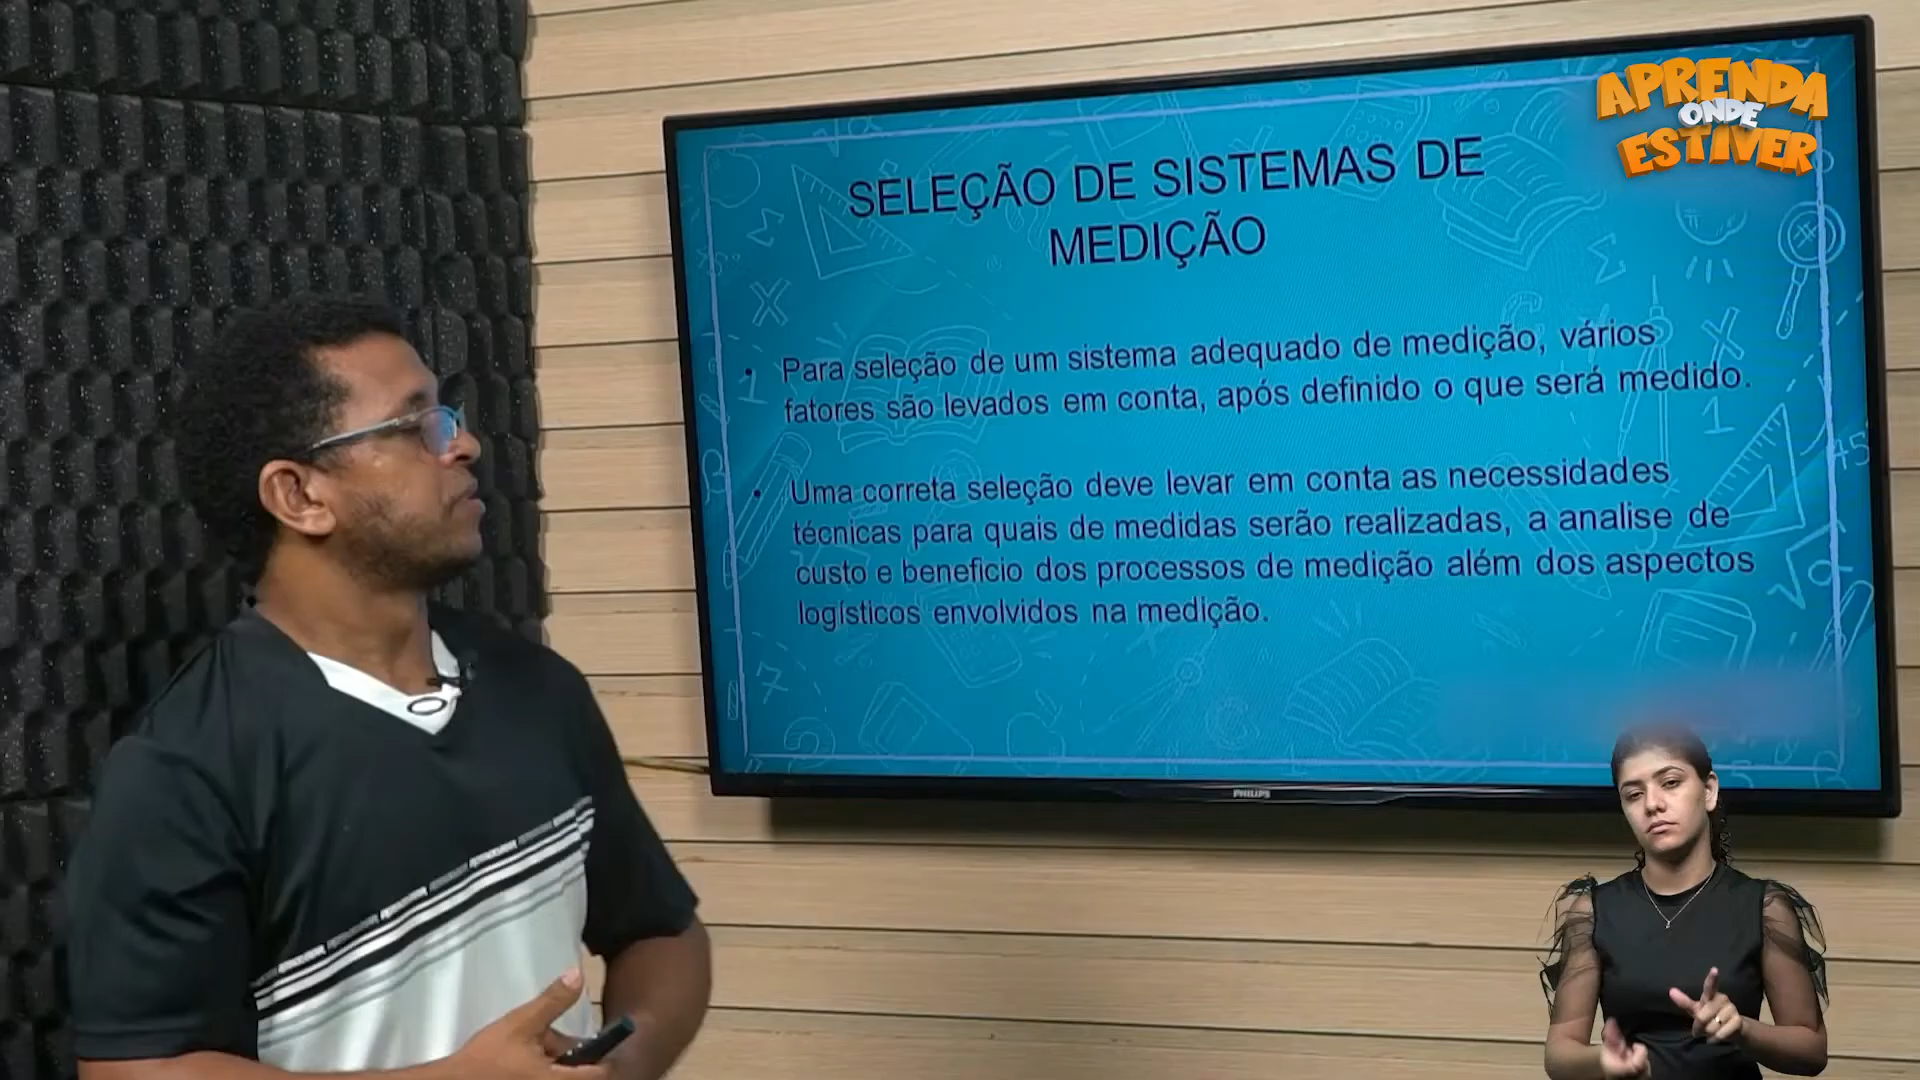 APRENDA
ONDE
ESTIVER
SELEÇÃO DE SISTEMAS DE
MEDIÇÃO
• Para seleção de um sistema adequado de medição, vários
fatores são levados em conta, após definido o que será medido.
• Uma correta seleção deve levar em conta as necessidades
técnicas para quais de medidas serão realizadas, a analise de
custo e beneficio dos processos de medição além dos aspectos
logísticos envolvidos na medição.
PHILIPS